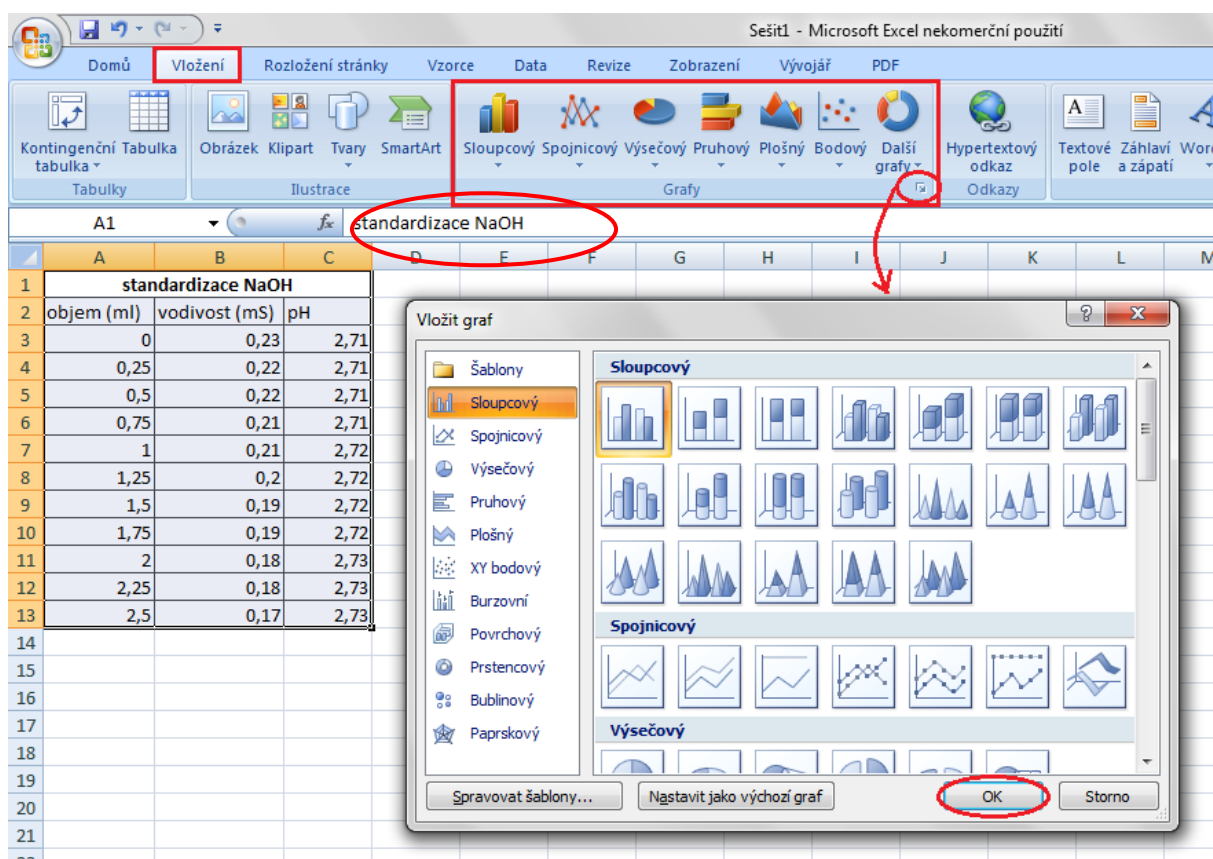 Sešit1 - Microsoft Excel nekomerční použití
Domů Vložení Rozložení stránky Vzorce Data Revize Zobrazení Vývojář PDF
Kontingenční tabulka Tabulka Obrázek Klipart Tvary SmartArt Sloupcový Spojnicový Výsečový Pruhový Plošný Bodový Další grafy Hypertextový odkaz Textové pole Záhlaví a zápatí
Tabulky Ilustrace Grafy Odkazy
A1 fx standardizace NaOH
A B C D E F G H I J K L M
1 standardizace NaOH
2 objem (ml) vodivost (mS) pH
3 0 0,23 2,71
4 0,25 0,22 2,71
5 0,5 0,22 2,71
6 0,75 0,21 2,71
7 1 0,21 2,72
8 1,25 0,2 2,72
9 1,5 0,19 2,72
10 1,75 0,19 2,72
11 2 0,18 2,73
12 2,25 0,18 2,73
13 2,5 0,17 2,73
14
15
16
17
18
19
20
21
Vložit graf
Šablony
Sloupcový
Spojnicový
Výsečový
Pruhový
Plošný
XY bodový
Burzovní
Povrchový
Prstencový
Bublinový
Paprskový
Sloupcový
Spojnicový
Výsečový
Spravovat šablony... Nastavit jako výchozí graf OK Storno